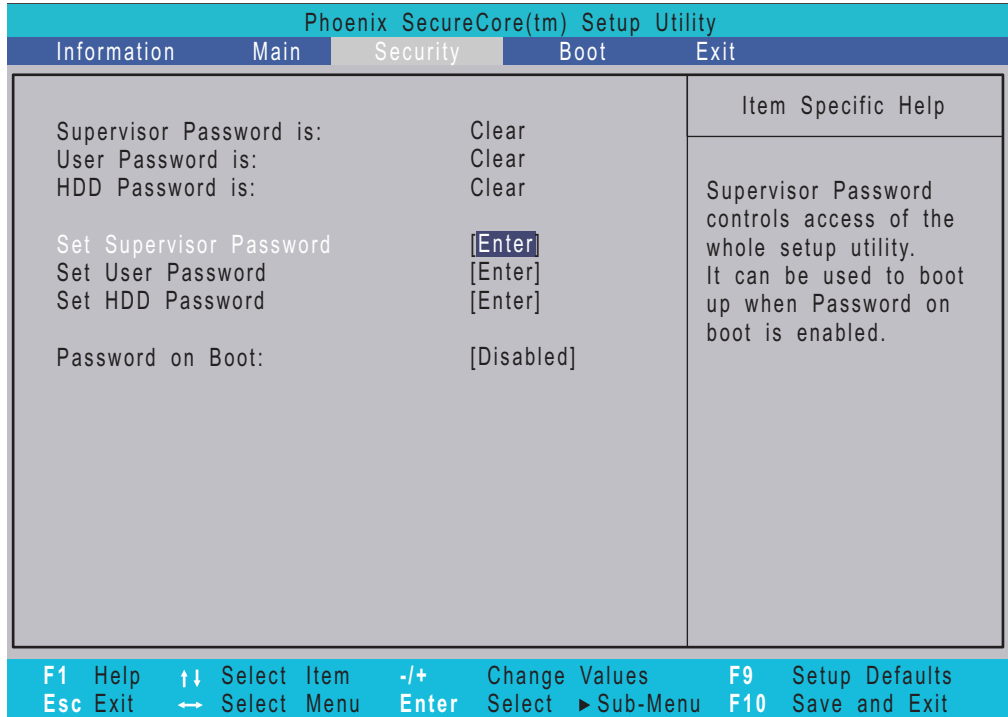 Phoenix SecureCore(tm) Setup Utility
Information Main Security Boot Exit
Item Specific Help
Supervisor Password is: Clear
User Password is: Clear
HDD Password is: Clear
Set Supervisor Password [Enter]
Set User Password [Enter]
Set HDD Password [Enter]
Password on Boot: [Disabled]
Supervisor Password
controls access of the
whole setup utility.
It can be used to boot
up when Password on
boot is enabled.
F1 Help ↑↓ Select Item -/+ Change Values F9 Setup Defaults
Esc Exit ↔ Select Menu Enter Select ▶ Sub-Menu F10 Save and Exit